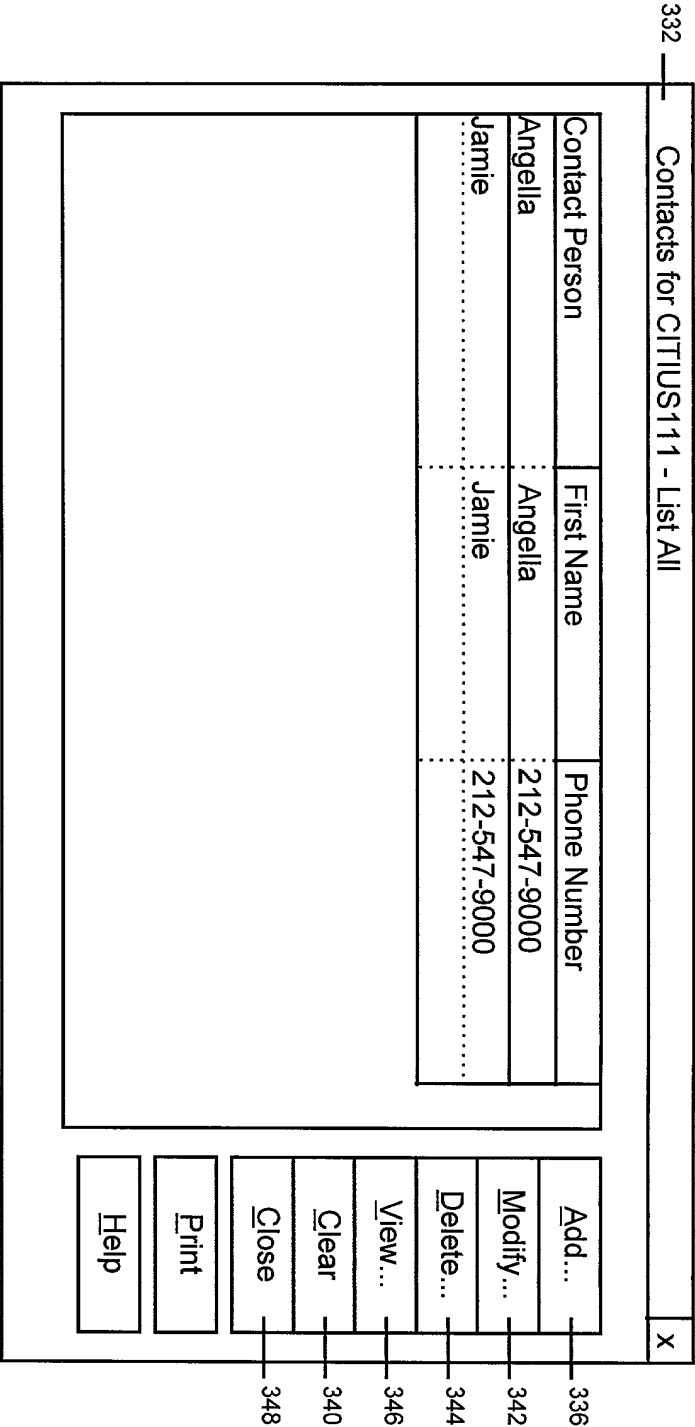 332
Contacts for CITIUS111 - List All
X
Contact Person First Name Phone Number
Angella Angella 212-547-9000
Jamie Jamie 212-547-9000
Add... 336
Modify... 342
Delete... 344
View... 346
Clear 340
Close 348
Print
Help